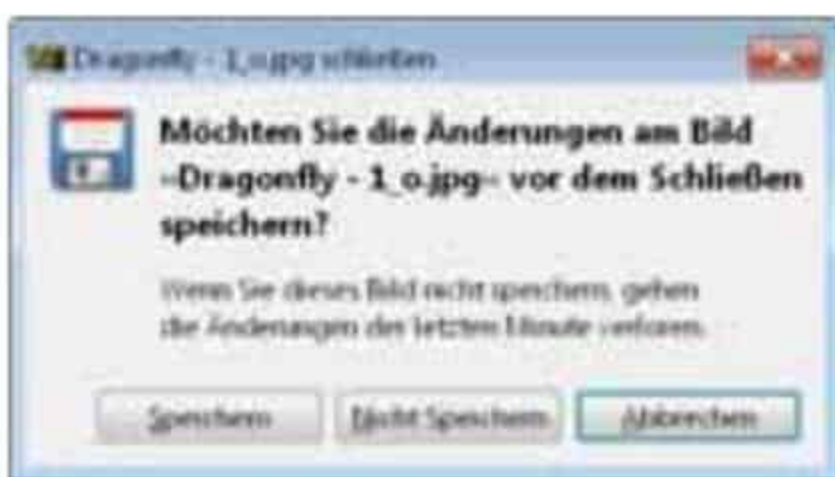 Dragonfly - 1_o.jpg schließen
Möchten Sie die Änderungen am Bild
»Dragonfly - 1_o.jpg« vor dem Schließen
speichern?
Wenn Sie dieses Bild nicht speichern, gehen
die Änderungen der letzten Minute verloren.
Speichern
Nicht Speichern
Abbrechen